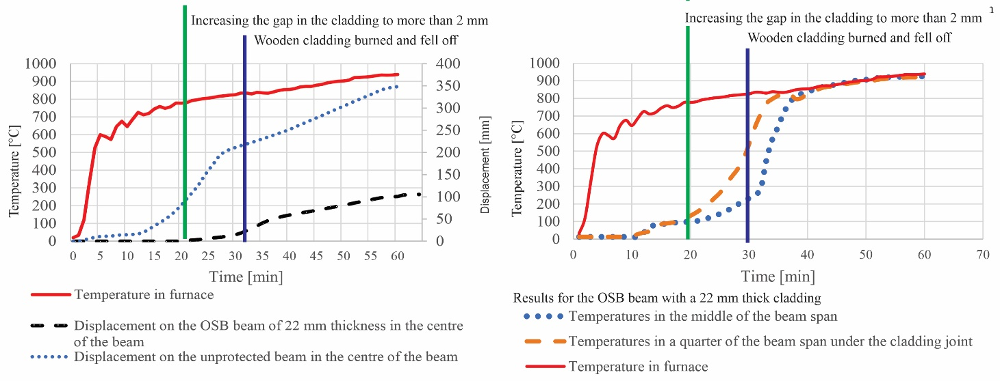 Increasing the gap in the cladding to more than 2 mm
Wooden cladding burned and fell off
1000
900
800
700
600
500
400
300
200
100
0
Temperature [°C]
400
350
300
250
200
150
100
50
0
Displacement [mm]
0 5 10 15 20 25 30 35 40 45 50 55 60
Time [min]
Temperature in furnace
Displacement on the OSB beam of 22 mm thickness in the centre
of the beam
Displacement on the unprotected beam in the centre of the beam
Increasing the gap in the cladding to more than 2 mm
Wooden cladding burned and fell off
1000
900
800
700
600
500
400
300
200
100
0
Temperature [°C]
0 10 20 30 40 50 60 70
Time [min]
Results for the OSB beam with a 22 mm thick cladding
Temperatures in the middle of the beam span
Temperatures in a quarter of the beam span under the cladding joint
Temperature in furnace